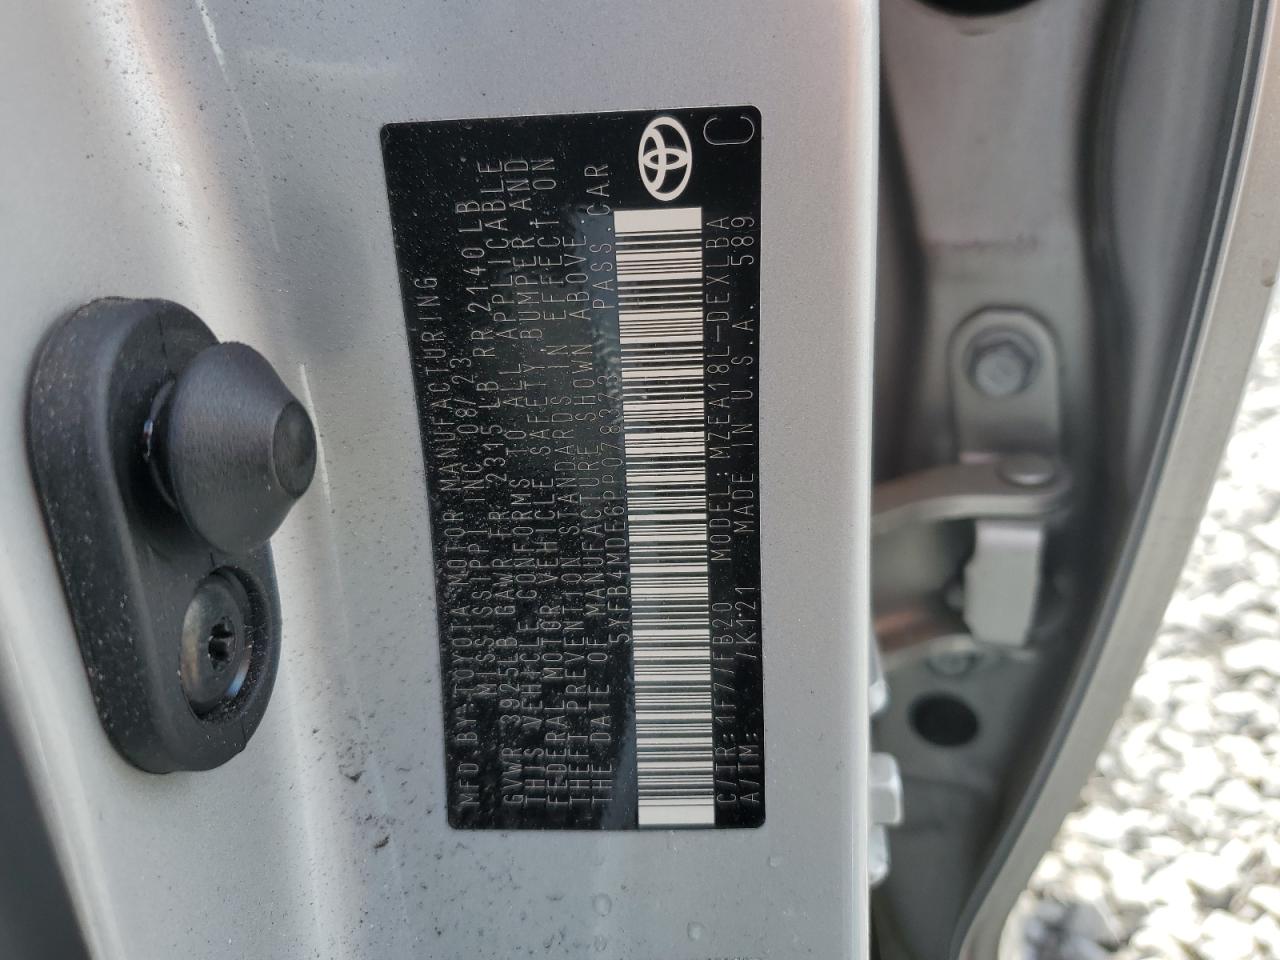 MFD BY:TOYOTA MOTOR MANUFACTURING
MISSISSIPPI INC 08/23
GVWR 3925LB GAWR FR 2315LB RR 2140LB
THIS VEHICLE CONFORMS TO ALL APPLICABLE
FEDERAL MOTOR VEHICLE SAFETY BUMPER AND
THEFT PREVENTION STANDARDS IN EFFECT ON
THE DATE OF MANUFACTURE SHOWN ABOVE.
5YFB4MDE6PP078322 PASS.CAR
C/TR:1F7/FB20 MODEL:MZEA18L-DEXLBA
A/TM: /K121 MADE IN U.S.A. 589
C